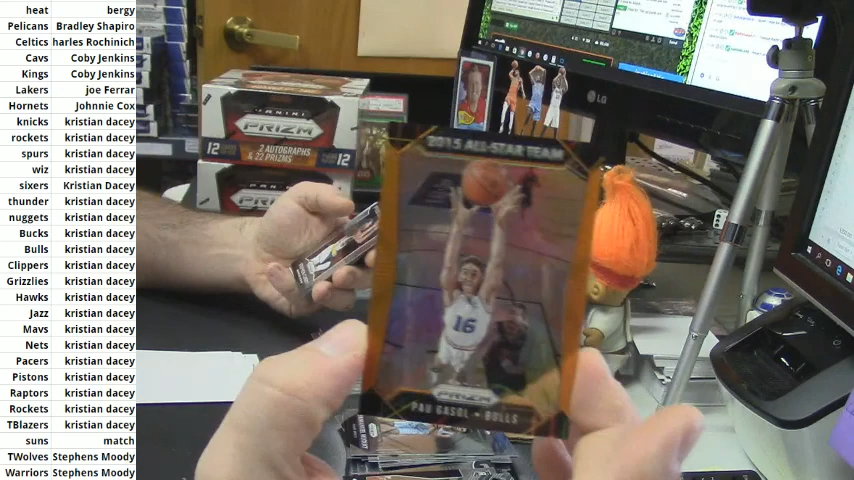 heat bergy
Pelicans Bradley Shapiro
Celtics harles Rochinich
Cavs Coby Jenkins
Kings Coby Jenkins
Lakers joe Ferrar
Hornets Johnnie Cox
knicks kristian dacey
rockets kristian dacey
spurs kristian dacey
wiz kristian dacey
sixers Kristian Dacey
thunder kristian dacey
nuggets kristian dacey
Bucks kristian dacey
Bulls kristian dacey
Clippers kristian dacey
Grizzlies kristian dacey
Hawks kristian dacey
Jazz kristian dacey
Mavs kristian dacey
Nets kristian dacey
Pacers kristian dacey
Pistons kristian dacey
Raptors kristian dacey
Rockets kristian dacey
TBlazers kristian dacey
suns match
TWolves Stephens Moody
Warriors Stephens Moody
PANINI
PRIZM
12 2 AUTOGRAPHS & 22 PRIZMS 12
PRIZM
LG
2015 ALL-STAR TEAM
16
PRIZM
PAU GASOL - BULLS